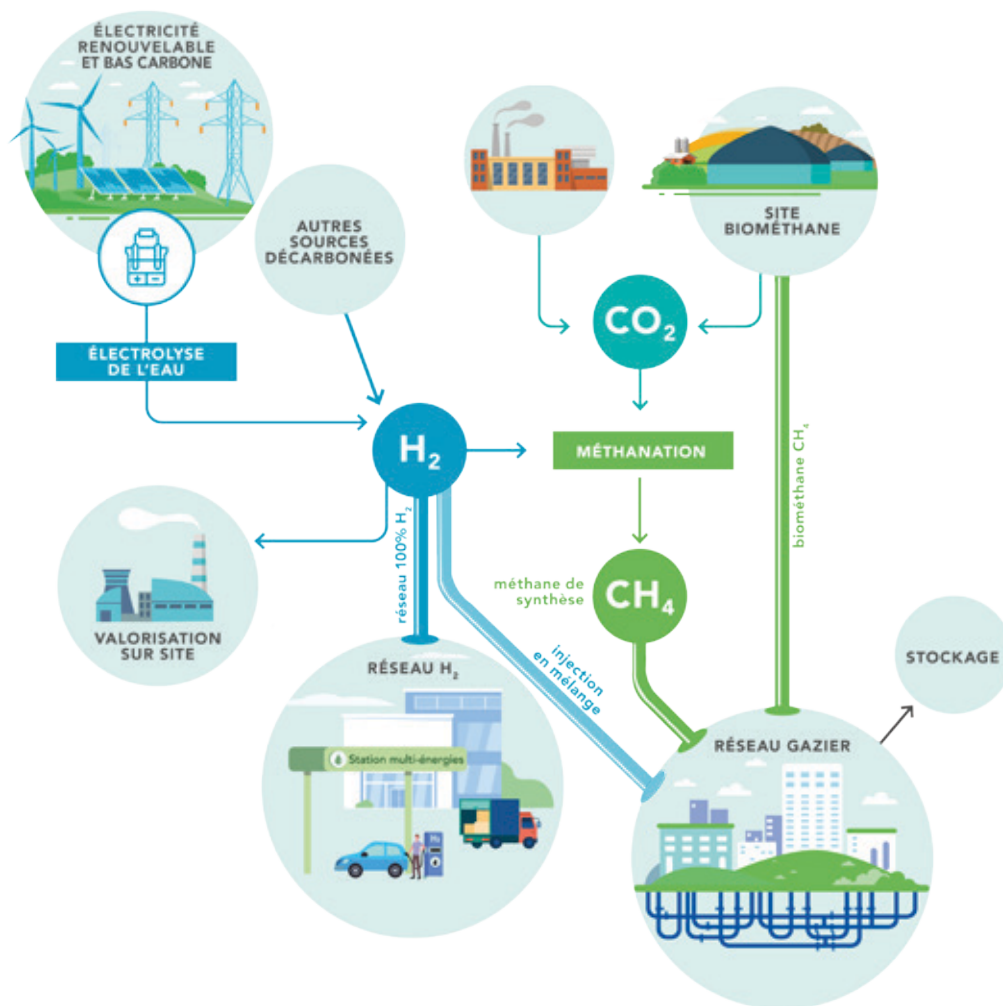 ÉLECTRICITÉ
RENOUVELABLE
ET BAS CARBONE
AUTRES
SOURCES
DÉCARBONÉES
SITE
BIOMÉTHANE
CO₂
ÉLECTROLYSE
DE L'EAU
H₂
MÉTHANATION
biométhane CH₄
réseau 100% H₂
méthane de
synthèse
CH₄
VALORISATION
SUR SITE
injection
en mélange
STOCKAGE
RÉSEAU H₂
RÉSEAU GAZIER
Station multi-énergies
H₂